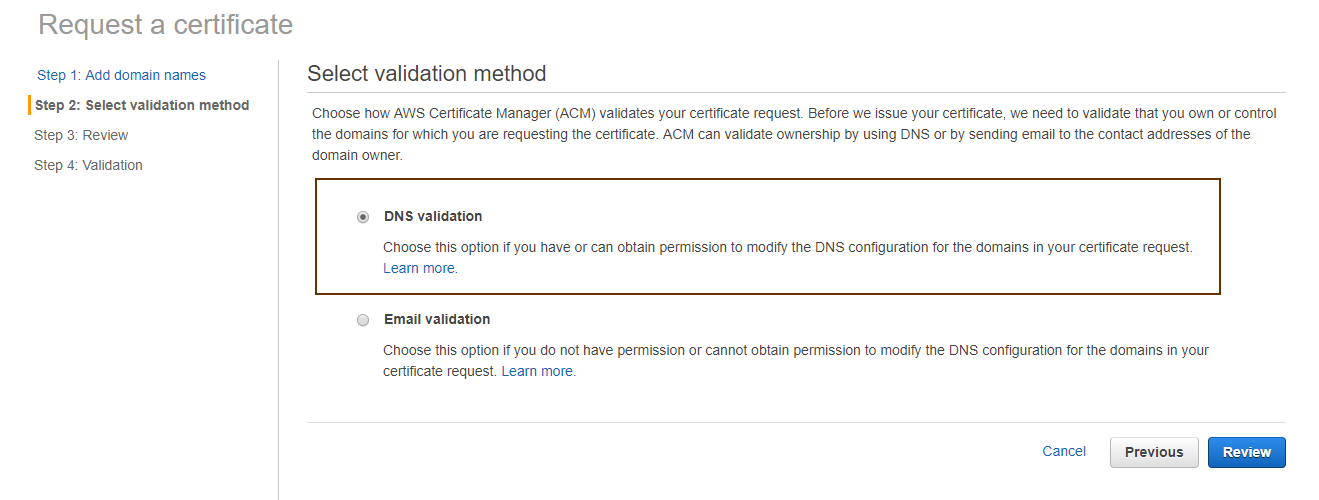 Request a certificate
Step 1: Add domain names
Step 2: Select validation method
Step 3: Review
Step 4: Validation
Select validation method
Choose how AWS Certificate Manager (ACM) validates your certificate request. Before we issue your certificate, we need to validate that you own or control
the domains for which you are requesting the certificate. ACM can validate ownership by using DNS or by sending email to the contact addresses of the
domain owner.
DNS validation
Choose this option if you have or can obtain permission to modify the DNS configuration for the domains in your certificate request.
Learn more.
Email validation
Choose this option if you do not have permission or cannot obtain permission to modify the DNS configuration for the domains in your
certificate request. Learn more.
Cancel Previous Review